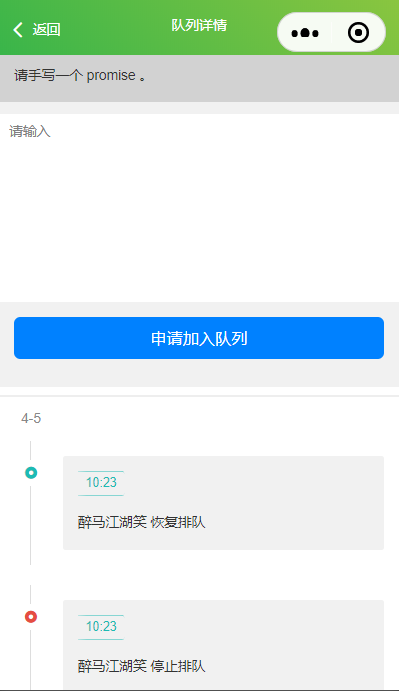 返回
队列详情
请手写一个 promise 。
请输入
申请加入队列
4-5
10:23
醉马江湖笑 恢复排队
10:23
醉马江湖笑 停止排队